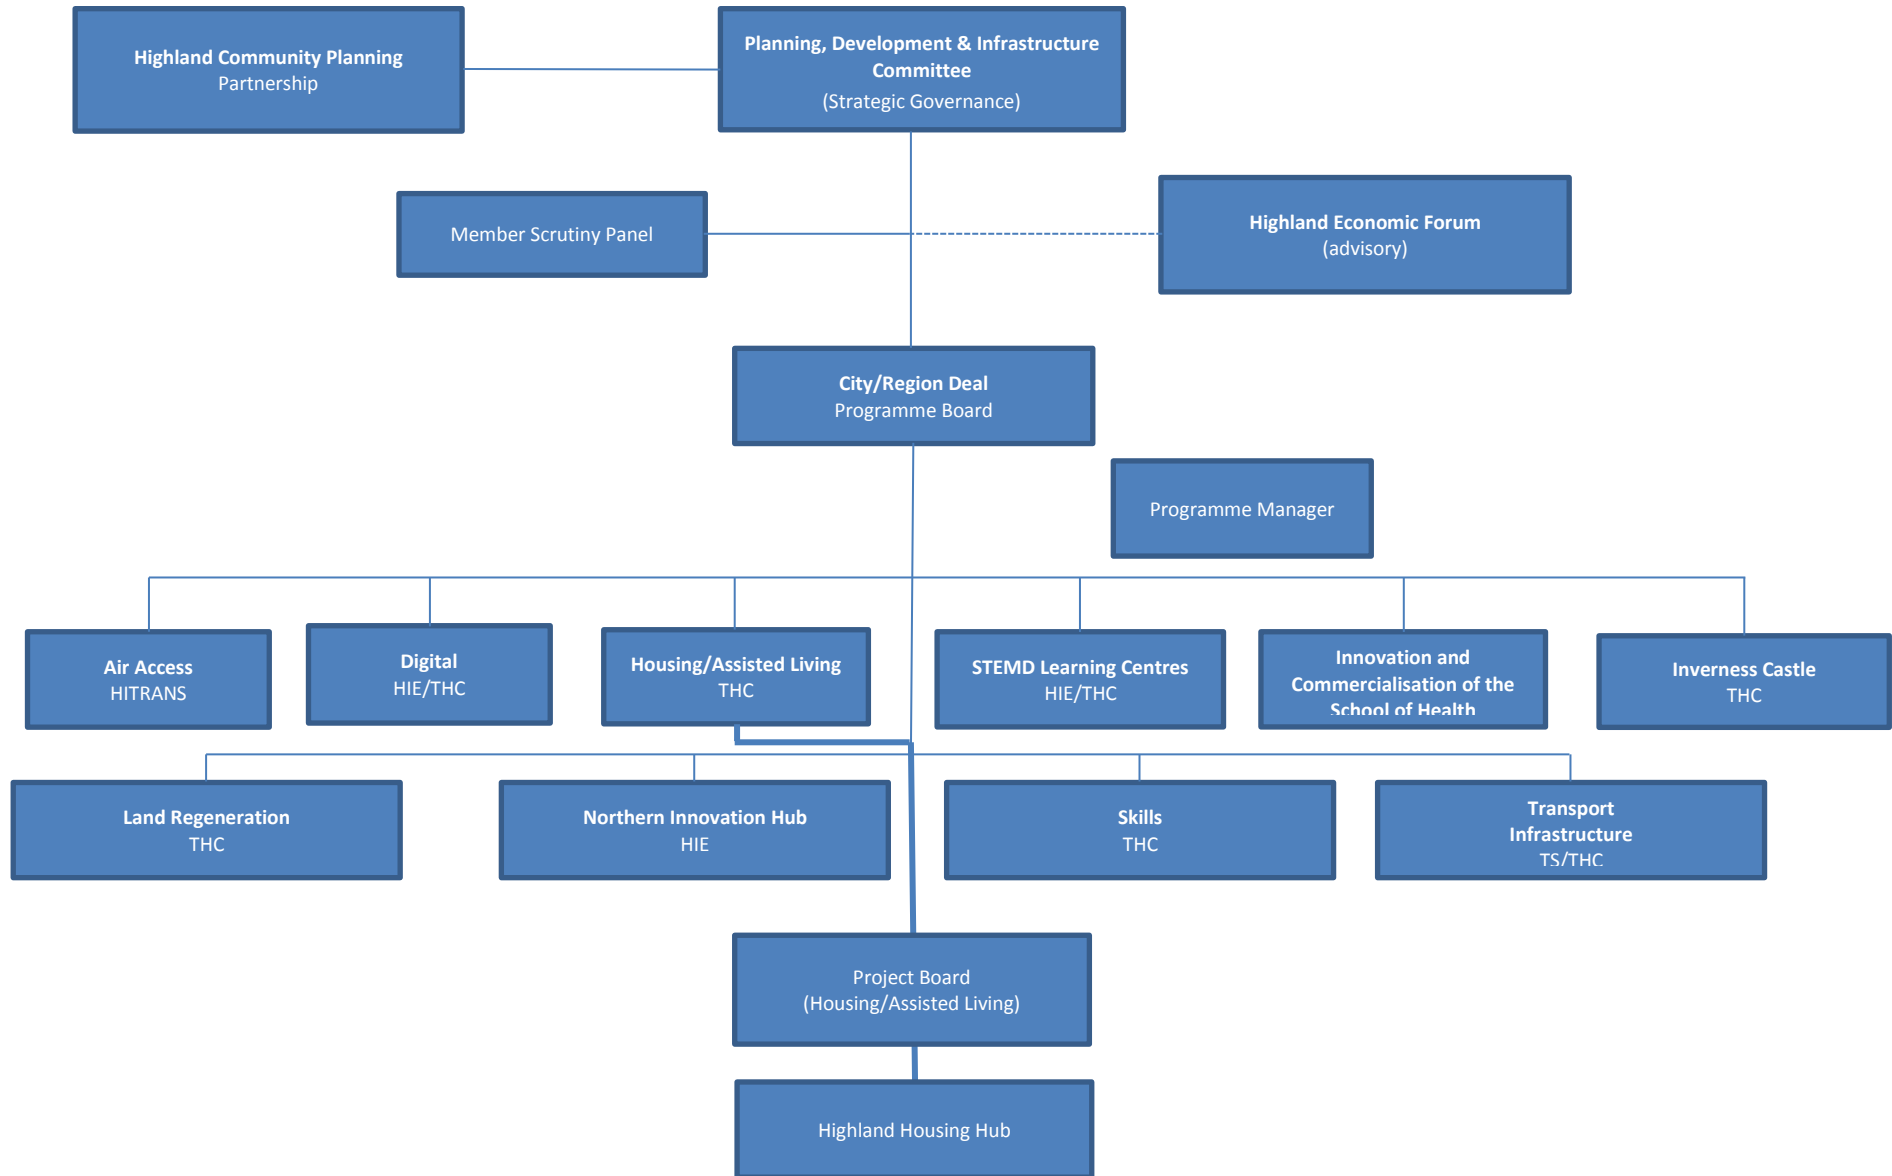 Highland Community Planning
Partnership
Planning, Development & Infrastructure
Committee
(Strategic Governance)
Member Scrutiny Panel
Highland Economic Forum
(advisory)
City/Region Deal
Programme Board
Programme Manager
Air Access
HITRANS
Digital
HIE/THC
Housing/Assisted Living
THC
STEMD Learning Centres
HIE/THC
Innovation and
Commercialisation of the
School of Health
Inverness Castle
THC
Land Regeneration
THC
Northern Innovation Hub
HIE
Skills
THC
Transport
Infrastructure
TS/THC
Project Board
(Housing/Assisted Living)
Highland Housing Hub